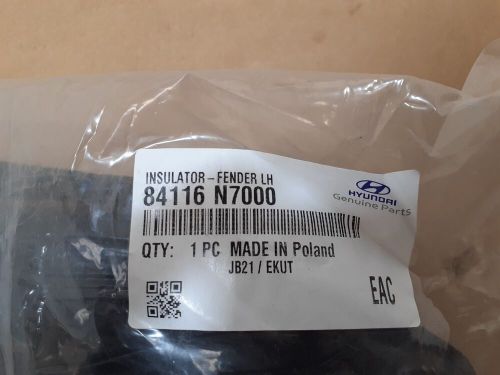 INSULATOR-FENDER LH
84116 N7000
HYUNDAI
Genuine Parts
QTY: 1 PC MADE IN Poland
JB21 / EKUT
EAC